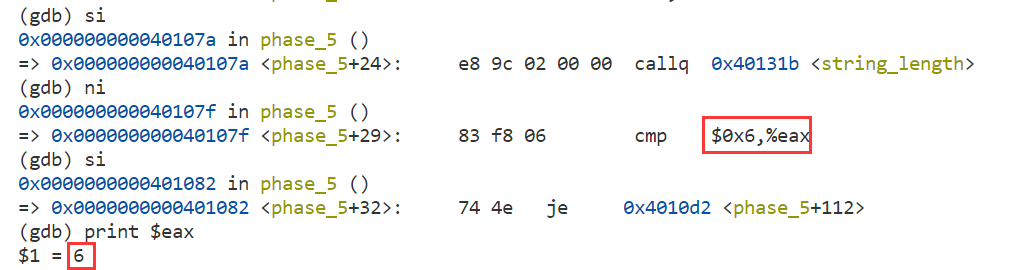 (gdb) si
0x000000000040107a in phase_5 ()
=> 0x000000000040107a <phase_5+24>: e8 9c 02 00 00 callq 0x40131b <string_length>
(gdb) ni
0x000000000040107f in phase_5 ()
=> 0x000000000040107f <phase_5+29>: 83 f8 06 cmp $0x6,%eax
(gdb) si
0x0000000000401082 in phase_5 ()
=> 0x0000000000401082 <phase_5+32>: 74 4e je 0x4010d2 <phase_5+112>
(gdb) print $eax
$1 = 6